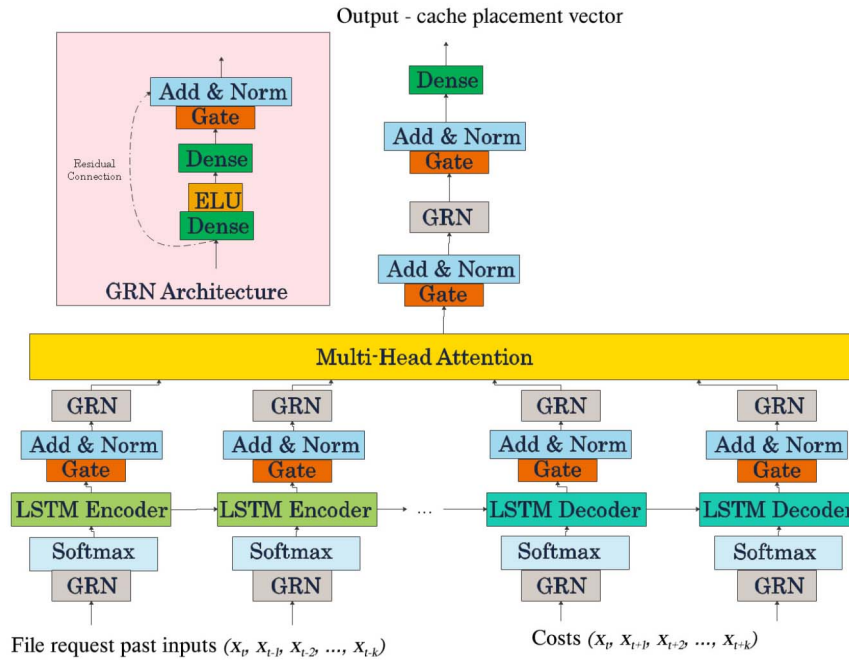 Output - cache placement vector
Add & Norm
Gate
Dense
ELU
Dense
Residual
Connection
GRN Architecture
Dense
Add & Norm
Gate
GRN
Add & Norm
Gate
Multi-Head Attention
GRN GRN GRN GRN
Add & Norm Add & Norm Add & Norm Add & Norm
Gate Gate Gate Gate
LSTM Encoder LSTM Encoder ... LSTM Decoder LSTM Decoder
Softmax Softmax Softmax Softmax
GRN GRN GRN GRN
File request past inputs (xₜ, xₜ₋₁, xₜ₋₂, ..., xₜ₋ₖ) Costs (xₜ, xₜ₊₁, xₜ₊₂, ..., xₜ₊ₖ)